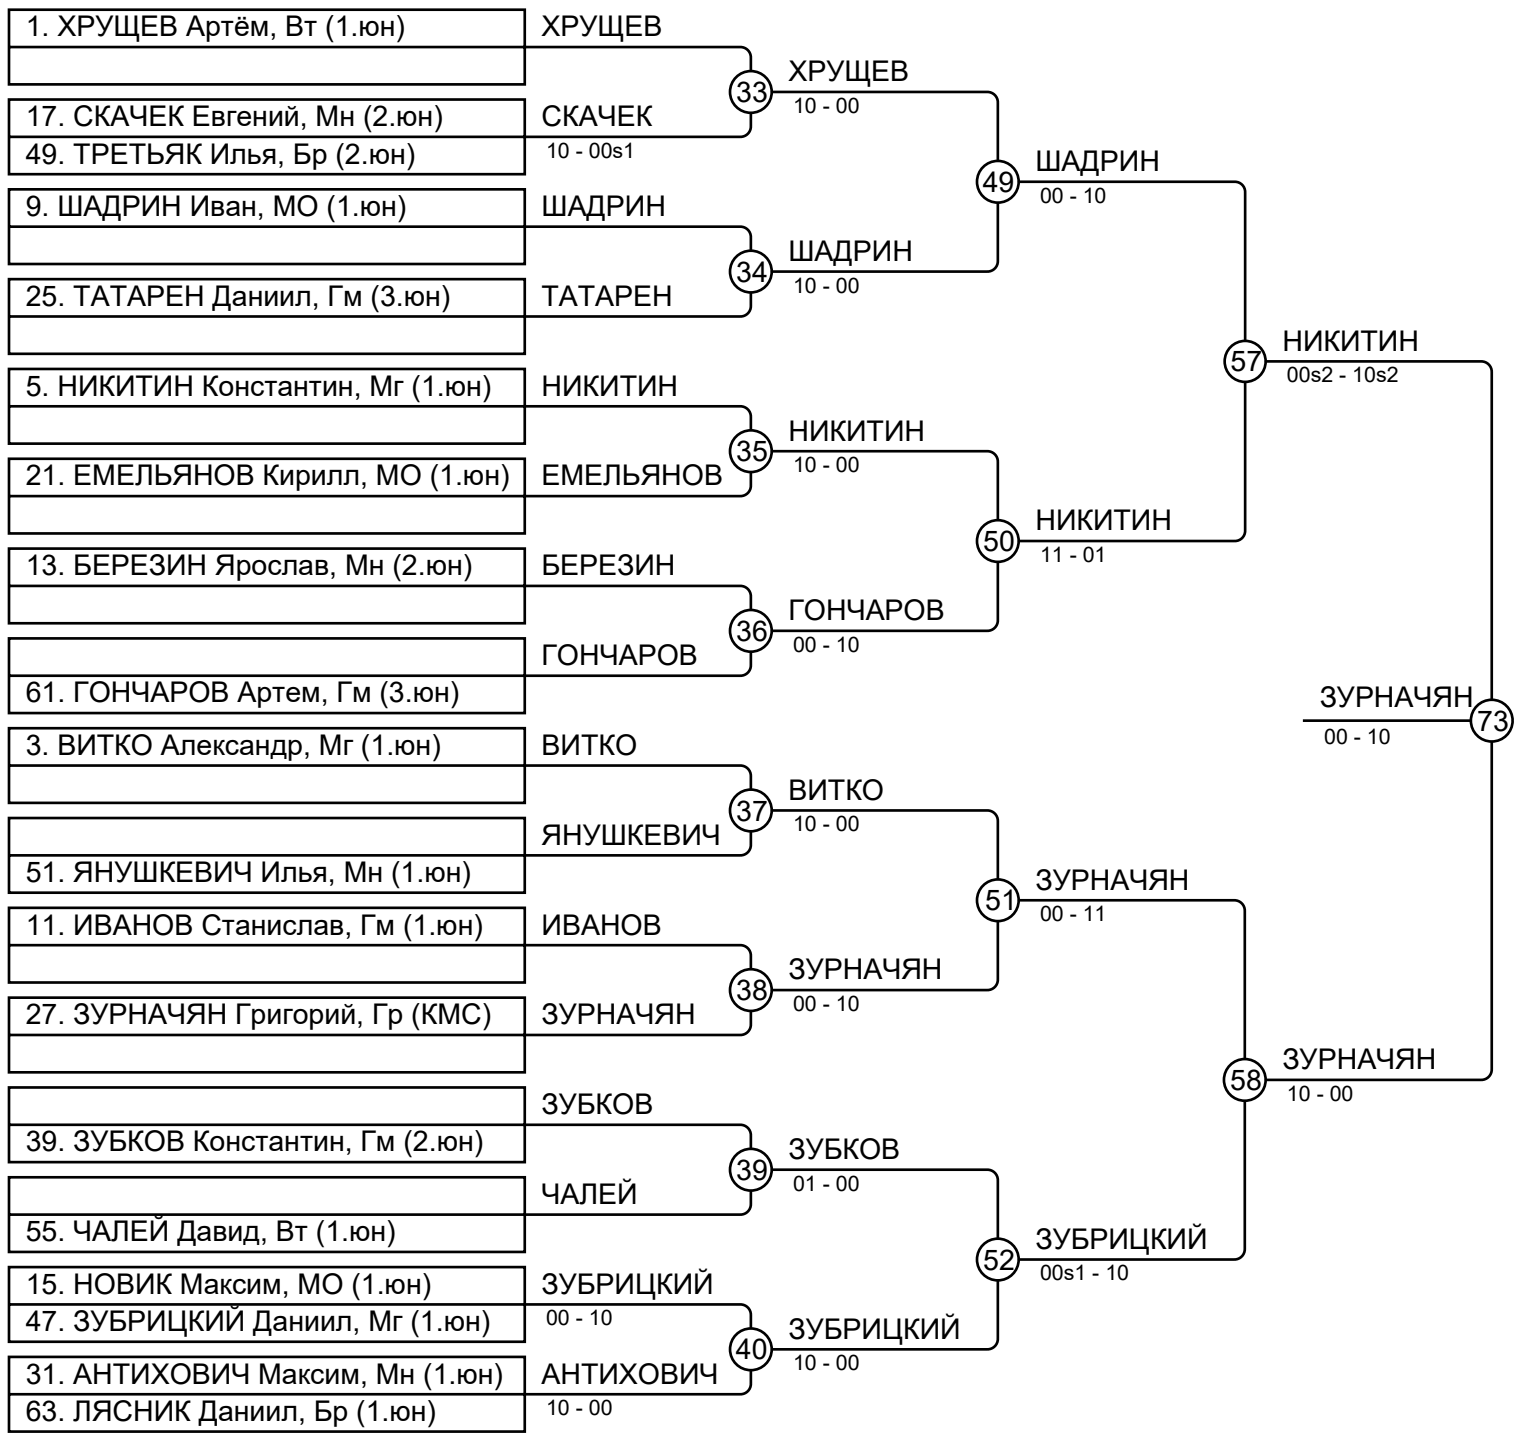 1. ХРУЩЕВ Артём, Вт (1.юн)
17. СКАЧЕК Евгений, Мн (2.юн)
49. ТРЕТЬЯК Илья, Бр (2.юн)
9. ШАДРИН Иван, МО (1.юн)
25. ТАТАРЕН Даниил, Гм (3.юн)
5. НИКИТИН Константин, Мг (1.юн)
21. ЕМЕЛЬЯНОВ Кирилл, МО (1.юн)
13. БЕРЕЗИН Ярослав, Мн (2.юн)
61. ГОНЧАРОВ Артем, Гм (3.юн)
3. ВИТКО Александр, Мг (1.юн)
51. ЯНУШКЕВИЧ Илья, Мн (1.юн)
11. ИВАНОВ Станислав, Гм (1.юн)
27. ЗУРНАЧЯН Григорий, Гр (КМС)
39. ЗУБКОВ Константин, Гм (2.юн)
55. ЧАЛЕЙ Давид, Вт (1.юн)
15. НОВИК Максим, МО (1.юн)
47. ЗУБРИЦКИЙ Даниил, Мг (1.юн)
31. АНТИХОВИЧ Максим, Мн (1.юн)
63. ЛЯСНИК Даниил, Бр (1.юн)
ХРУЩЕВ
СКАЧЕК
10 - 00s1
ШАДРИН
ТАТАРЕН
НИКИТИН
ЕМЕЛЬЯНОВ
БЕРЕЗИН
ГОНЧАРОВ
ВИТКО
ЯНУШКЕВИЧ
ИВАНОВ
ЗУРНАЧЯН
ЗУБКОВ
ЧАЛЕЙ
ЗУБРИЦКИЙ
00 - 10
АНТИХОВИЧ
10 - 00
33
ХРУЩЕВ
10 - 00
34
ШАДРИН
10 - 00
35
НИКИТИН
10 - 00
36
ГОНЧАРОВ
00 - 10
37
ВИТКО
10 - 00
38
ЗУРНАЧЯН
00 - 10
39
ЗУБКОВ
01 - 00
40
ЗУБРИЦКИЙ
10 - 00
49
ШАДРИН
00 - 10
50
НИКИТИН
11 - 01
51
ЗУРНАЧЯН
00 - 11
52
ЗУБРИЦКИЙ
00s1 - 10
57
НИКИТИН
00s2 - 10s2
58
ЗУРНАЧЯН
10 - 00
ЗУРНАЧЯН
73
00 - 10